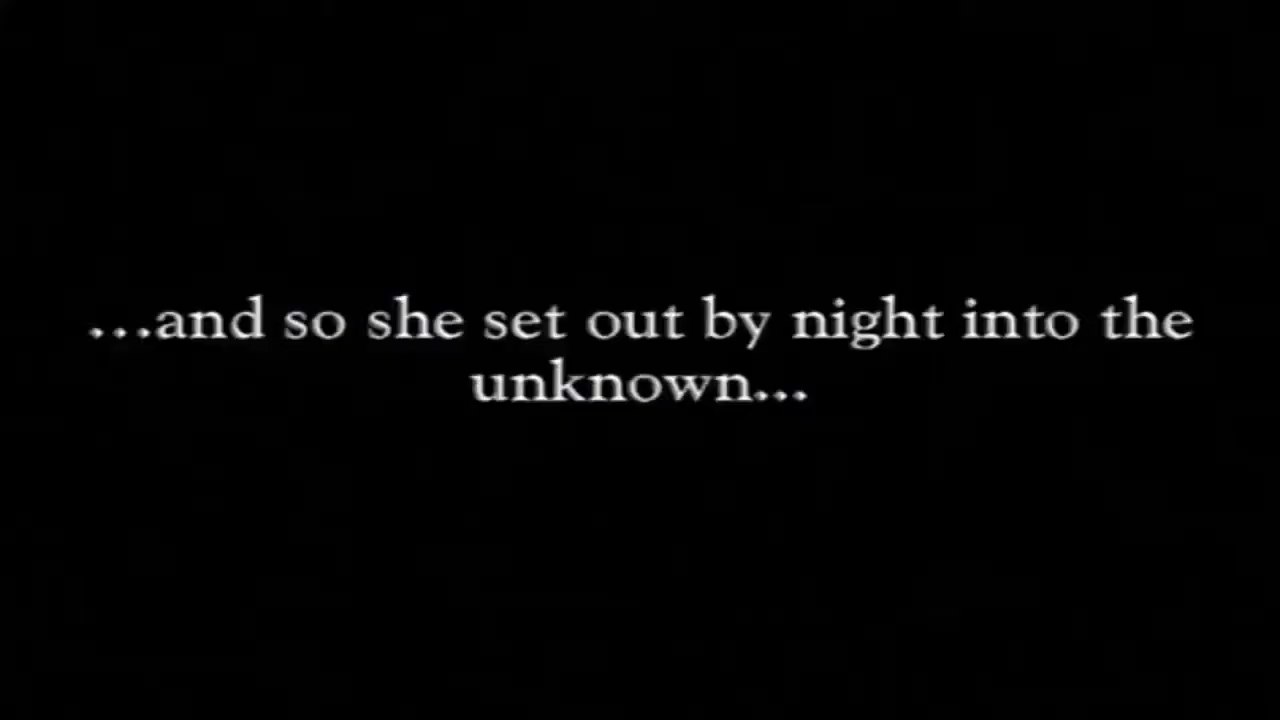 ...and so she set out by night into the
unknown...